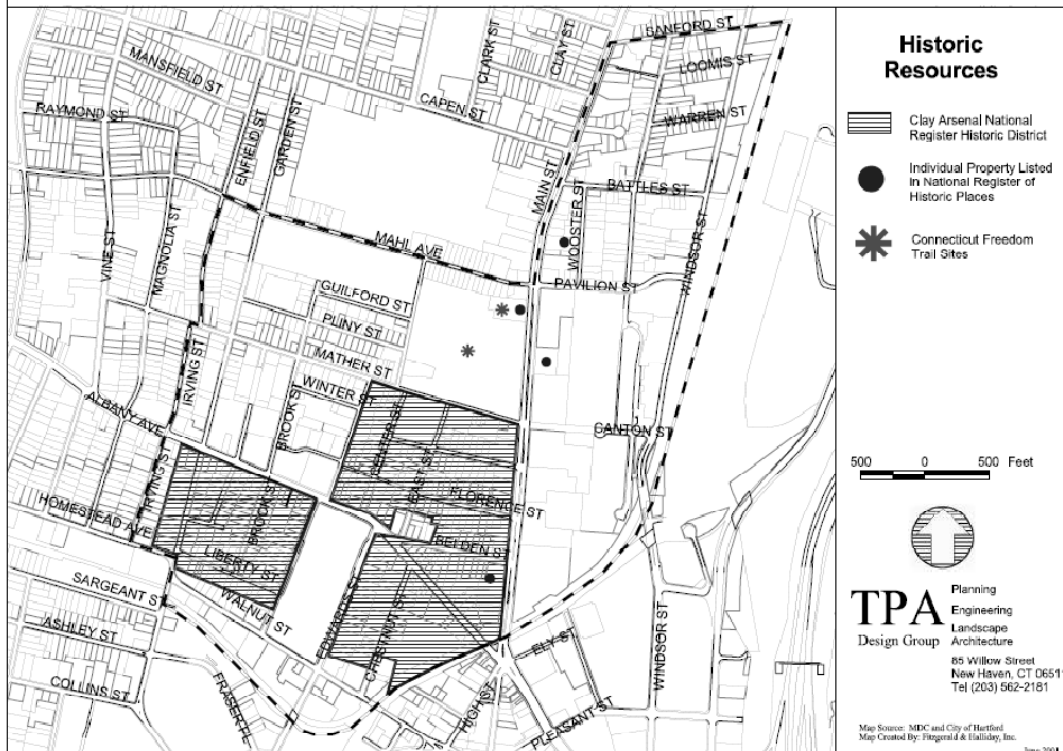 Historic
Resources
Clay Arsenal National
Register Historic District
Individual Property Listed
in National Register of
Historic Places
Connecticut Freedom
Trail Sites
500 0 500 Feet
TPA
Design Group
Planning
Engineering
Landscape
Architecture
85 Willow Street
New Haven, CT 06511
Tel (203) 562-2181
Map Source: MDC and City of Hartford
Map Created By: Fitzgerald & Halliday, Inc.
SANFORD ST
CLARK ST
CLAY ST
LOOMIS ST
MANSFIELD ST
CAPEN ST
WARREN ST
RAYMOND ST
ENFIELD ST
GARDEN ST
MAIN ST
BATTLES ST
WOOSTER ST
MAHL AVE
VINE ST
MAGNOLIA ST
WINDSOR ST
PAVILION ST
GUILFORD ST
PLINY ST
MATHER ST
IRVING ST
WINTER ST
ALBANY AVE
BROOK S
CENTER ST
CANTON ST
EAST ST
IRVING ST
FLORENCE ST
BROOK ST
HOMESTEAD AVE
BELDEN ST
LIBERTY ST
SARGEANT ST
WALNUT ST
EDWARDS ST
CHESTNUT ST
ASHLEY ST
ELY ST
WINDSOR ST
COLLINS ST
FRASER PL
HIGH ST
PLEASANT ST